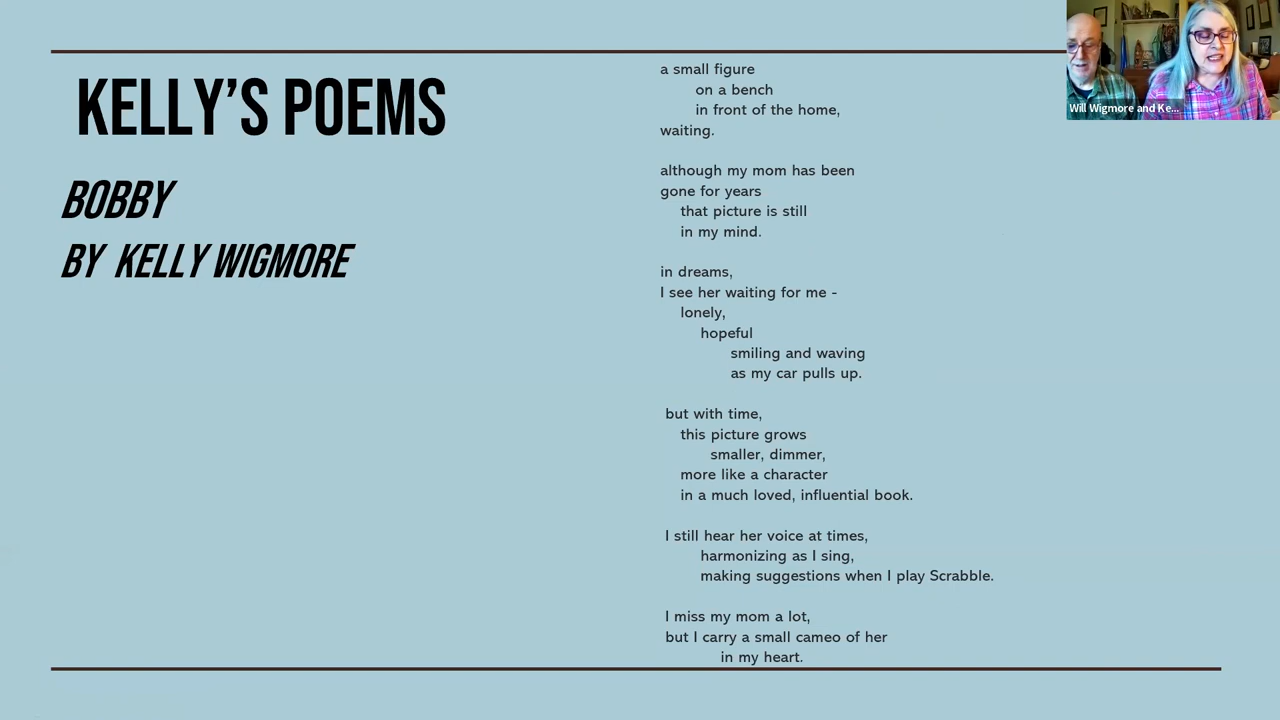 KELLY'S POEMS
BOBBY
BY KELLY WIGMORE
a small figure
on a bench
in front of the home,
waiting.
although my mom has been
gone for years
that picture is still
in my mind.
in dreams,
I see her waiting for me -
lonely,
hopeful
smiling and waving
as my car pulls up.
but with time,
this picture grows
smaller, dimmer,
more like a character
in a much loved, influential book.
I still hear her voice at times,
harmonizing as I sing,
making suggestions when I play Scrabble.
I miss my mom a lot,
but I carry a small cameo of her
in my heart.
Will Wigmore and Ke...